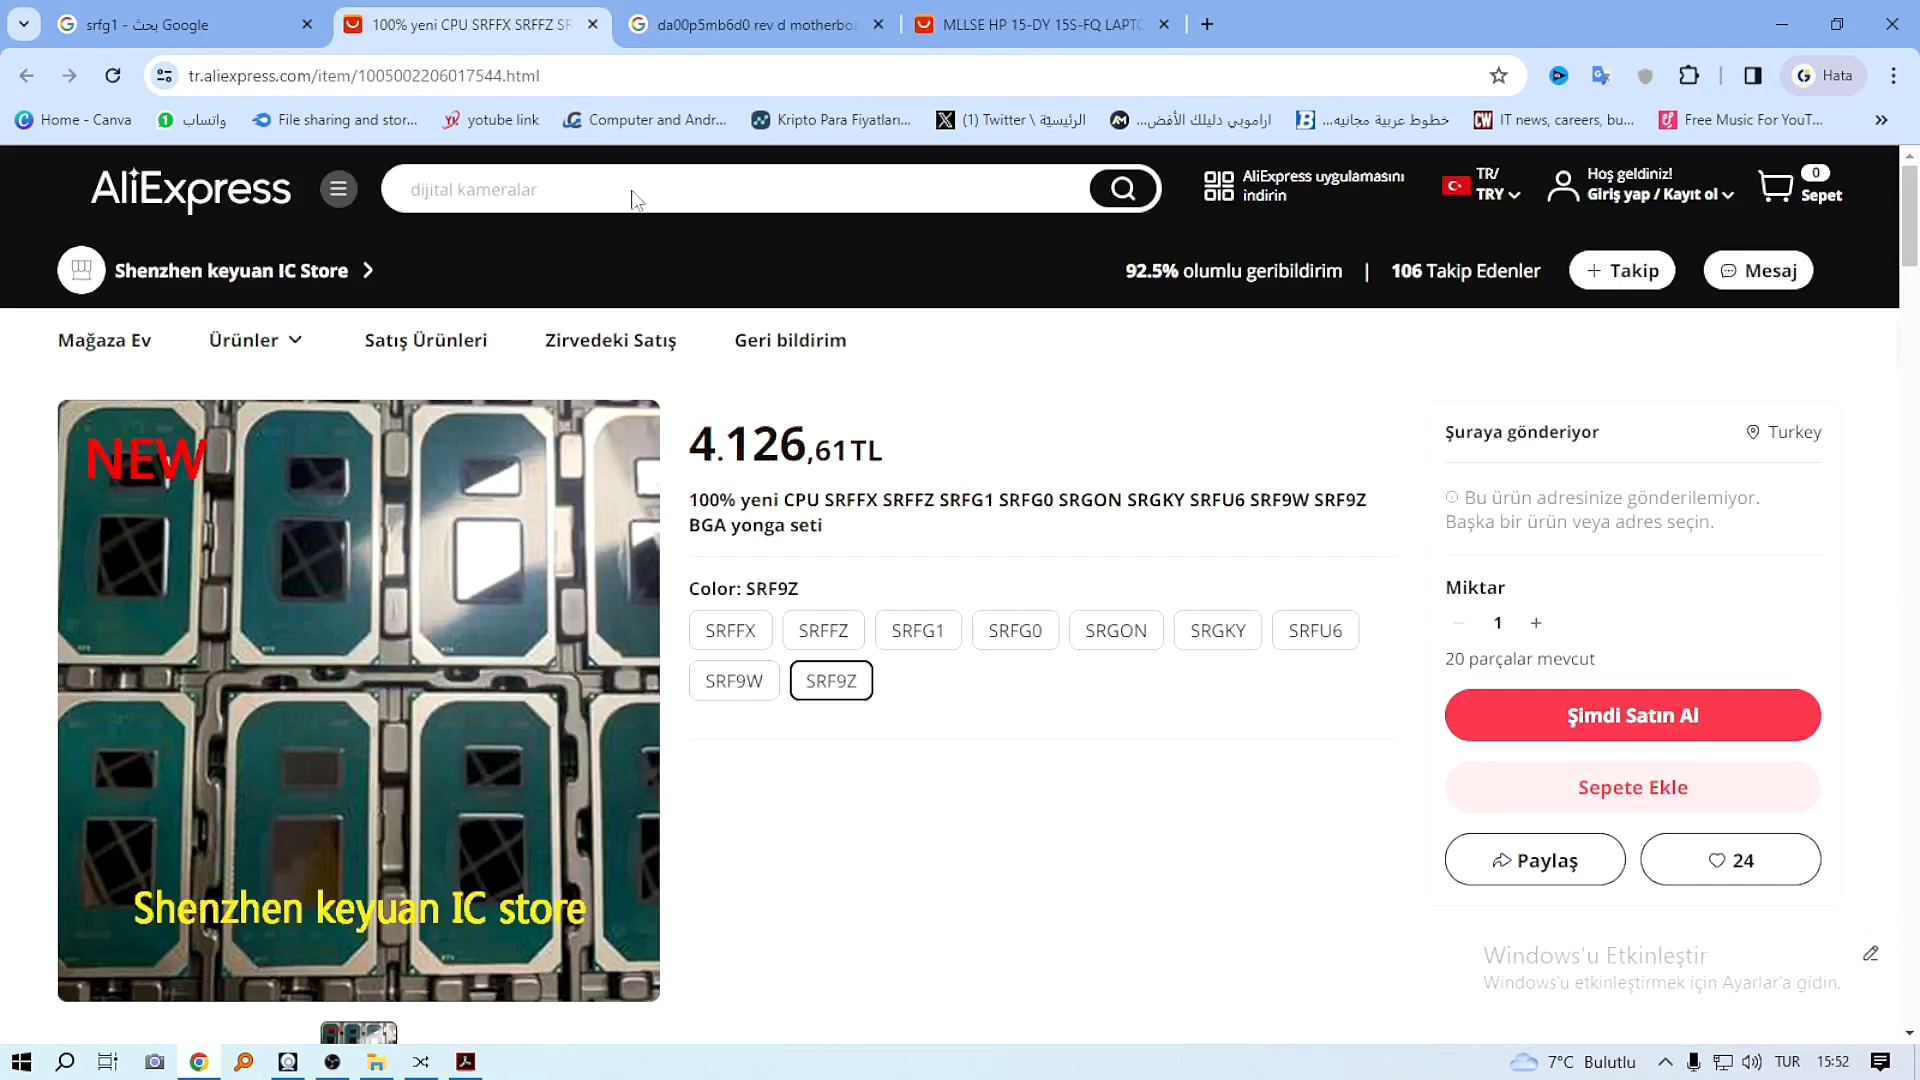 srfg1 - بحث Google
100% yeni CPU SRFFX SRFFZ SR
da00p5mb6d0 rev d motherbo
MLLSE HP 15-DY 15S-FQ LAPT
tr.aliexpress.com/item/1005002206017544.html
Hata
Home - Canva
واتساب
File sharing and stor...
yotube link
Computer and Andr...
Kripto Para Fiyatları...
(1) Twitter \ الرئيسية
اراموبي دليلك الأفض...
خطوط عربية مجانيه...
IT news, careers, bu...
Free Music For YouT...
AliExpress
dijital kameralar
AliExpress uygulamasını
indirin
TR/
TRY
Hoş geldiniz!
Giriş yap / Kayıt ol
0
Sepet
Shenzhen keyuan IC Store
92.5% olumlu geribildirim | 106 Takip Edenler
+ Takip
Mesaj
Mağaza Ev
Ürünler
Satış Ürünleri
Zirvedeki Satış
Geri bildirim
NEW
Shenzhen keyuan IC store
4.126,61TL
100% yeni CPU SRFFX SRFFZ SRFG1 SRFG0 SRGON SRGKY SRFU6 SRF9W SRF9Z
BGA yonga seti
Color: SRF9Z
SRFFX SRFFZ SRFG1 SRFG0 SRGON SRGKY SRFU6
SRF9W SRF9Z
Şuraya gönderiyor
Turkey
Bu ürün adresinize gönderilemiyor.
Başka bir ürün veya adres seçin.
Miktar
1 +
20 parçalar mevcut
Şimdi Satın Al
Sepete Ekle
Paylaş
24
Windows'u Etkinleştir
Windows'u etkinleştirmek için Ayarlar'a gidin.
7°C Bulutlu
TUR
15:52